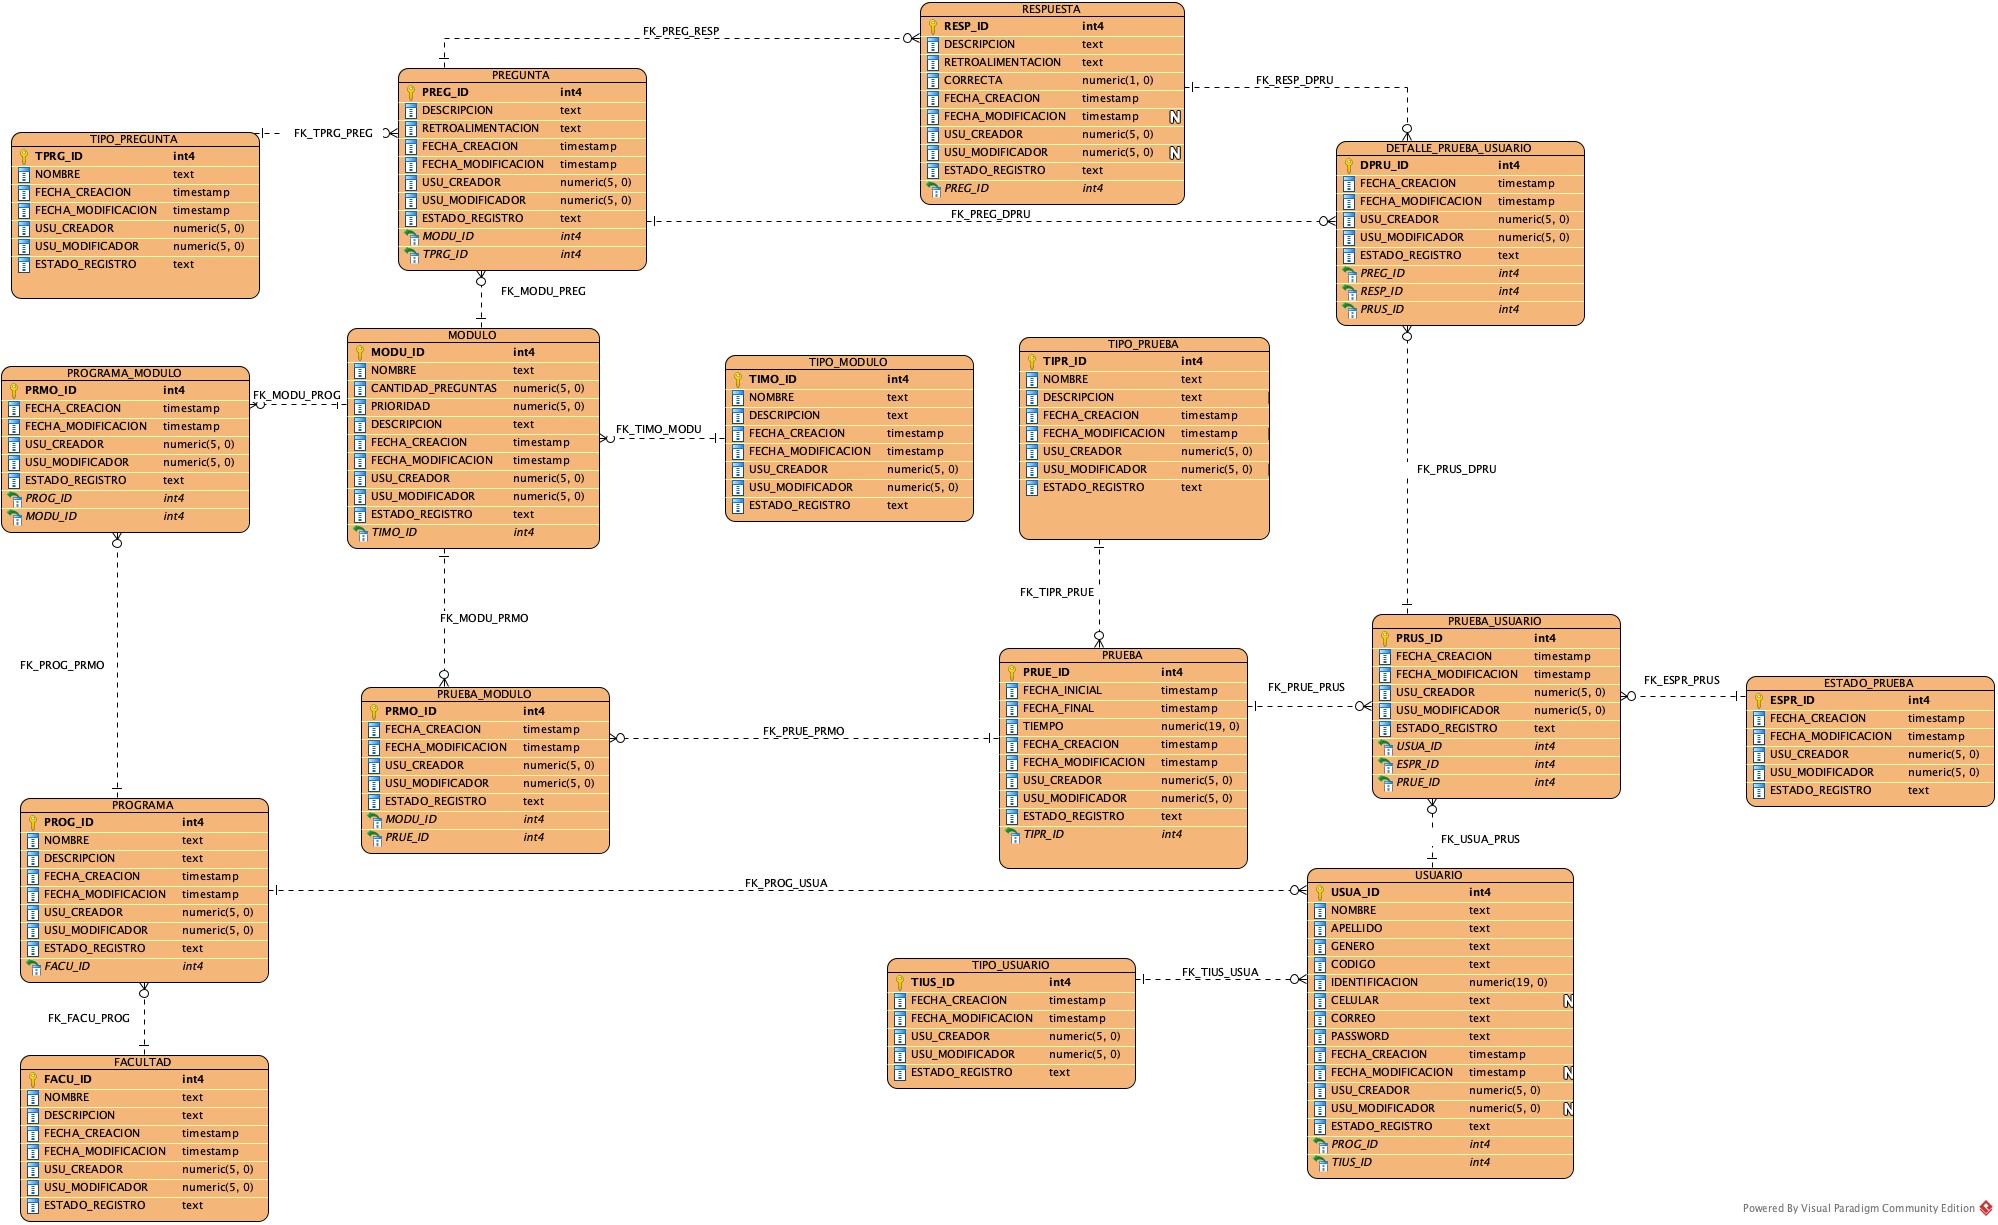 RESPUESTA
RESP_ID int4
DESCRIPCION text
RETROALIMENTACION text
CORRECTA numeric(1, 0)
FECHA_CREACION timestamp
FECHA_MODIFICACION timestamp N
USU_CREADOR numeric(5, 0)
USU_MODIFICADOR numeric(5, 0) N
ESTADO_REGISTRO text
PREG_ID int4
FK_PREG_RESP
FK_RESP_DPRU
PREGUNTA
PREG_ID int4
DESCRIPCION text
RETROALIMENTACION text
FECHA_CREACION timestamp
FECHA_MODIFICACION timestamp
USU_CREADOR numeric(5, 0)
USU_MODIFICADOR numeric(5, 0)
ESTADO_REGISTRO text
MODU_ID int4
TPRG_ID int4
FK_TPRG_PREG
TIPO_PREGUNTA
TPRG_ID int4
NOMBRE text
FECHA_CREACION timestamp
FECHA_MODIFICACION timestamp
USU_CREADOR numeric(5, 0)
USU_MODIFICADOR numeric(5, 0)
ESTADO_REGISTRO text
DETALLE_PRUEBA_USUARIO
DPRU_ID int4
FECHA_CREACION timestamp
FECHA_MODIFICACION timestamp
USU_CREADOR numeric(5, 0)
USU_MODIFICADOR numeric(5, 0)
ESTADO_REGISTRO text
PREG_ID int4
RESP_ID int4
PRUS_ID int4
FK_PREG_DPRU
FK_MODU_PREG
MODULO
MODU_ID int4
NOMBRE text
CANTIDAD_PREGUNTAS numeric(5, 0)
PRIORIDAD numeric(5, 0)
DESCRIPCION text
FECHA_CREACION timestamp
FECHA_MODIFICACION timestamp
USU_CREADOR numeric(5, 0)
USU_MODIFICADOR numeric(5, 0)
ESTADO_REGISTRO text
TIMO_ID int4
TIPO_MODULO
TIMO_ID int4
NOMBRE text
DESCRIPCION text
FECHA_CREACION timestamp
FECHA_MODIFICACION timestamp
USU_CREADOR numeric(5, 0)
USU_MODIFICADOR numeric(5, 0)
ESTADO_REGISTRO text
TIPO_PRUEBA
TIPR_ID int4
NOMBRE text
DESCRIPCION text
FECHA_CREACION timestamp
FECHA_MODIFICACION timestamp
USU_CREADOR numeric(5, 0)
USU_MODIFICADOR numeric(5, 0)
ESTADO_REGISTRO text
PROGRAMA_MODULO
PRMO_ID int4
FECHA_CREACION timestamp
FECHA_MODIFICACION timestamp
USU_CREADOR numeric(5, 0)
USU_MODIFICADOR numeric(5, 0)
ESTADO_REGISTRO text
PROG_ID int4
MODU_ID int4
FK_MODU_PROG
FK_TIMO_MODU
FK_PRUS_DPRU
FK_TIPR_PRUE
FK_MODU_PRMO
FK_PROG_PRMO
PRUEBA_USUARIO
PRUS_ID int4
FECHA_CREACION timestamp
FECHA_MODIFICACION timestamp
USU_CREADOR numeric(5, 0)
USU_MODIFICADOR numeric(5, 0)
ESTADO_REGISTRO text
USUA_ID int4
ESPR_ID int4
PRUE_ID int4
PRUEBA
PRUE_ID int4
FECHA_INICIAL timestamp
FECHA_FINAL timestamp
TIEMPO numeric(19, 0)
FECHA_CREACION timestamp
FECHA_MODIFICACION timestamp
USU_CREADOR numeric(5, 0)
USU_MODIFICADOR numeric(5, 0)
ESTADO_REGISTRO text
TIPR_ID int4
FK_PRUE_PRUS
FK_ESPR_PRUS
ESTADO_PRUEBA
ESPR_ID int4
FECHA_CREACION timestamp
FECHA_MODIFICACION timestamp
USU_CREADOR numeric(5, 0)
USU_MODIFICADOR numeric(5, 0)
ESTADO_REGISTRO text
PRUEBA_MODULO
PRMO_ID int4
FECHA_CREACION timestamp
FECHA_MODIFICACION timestamp
USU_CREADOR numeric(5, 0)
USU_MODIFICADOR numeric(5, 0)
ESTADO_REGISTRO text
MODU_ID int4
PRUE_ID int4
FK_PRUE_PRMO
PROGRAMA
PROG_ID int4
NOMBRE text
DESCRIPCION text
FECHA_CREACION timestamp
FECHA_MODIFICACION timestamp
USU_CREADOR numeric(5, 0)
USU_MODIFICADOR numeric(5, 0)
ESTADO_REGISTRO text
FACU_ID int4
FK_USUA_PRUS
FK_PROG_USUA
USUARIO
USUA_ID int4
NOMBRE text
APELLIDO text
GENERO text
CODIGO text
IDENTIFICACION numeric(19, 0)
CELULAR text N
CORREO text
PASSWORD text
FECHA_CREACION timestamp
FECHA_MODIFICACION timestamp N
USU_CREADOR numeric(5, 0)
USU_MODIFICADOR numeric(5, 0) N
ESTADO_REGISTRO text
PROG_ID int4
TIUS_ID int4
TIPO_USUARIO
TIUS_ID int4
FECHA_CREACION timestamp
FECHA_MODIFICACION timestamp
USU_CREADOR numeric(5, 0)
USU_MODIFICADOR numeric(5, 0)
ESTADO_REGISTRO text
FK_TIUS_USUA
FK_FACU_PROG
FACULTAD
FACU_ID int4
NOMBRE text
DESCRIPCION text
FECHA_CREACION timestamp
FECHA_MODIFICACION timestamp
USU_CREADOR numeric(5, 0)
USU_MODIFICADOR numeric(5, 0)
ESTADO_REGISTRO text
Powered By Visual Paradigm Community Edition